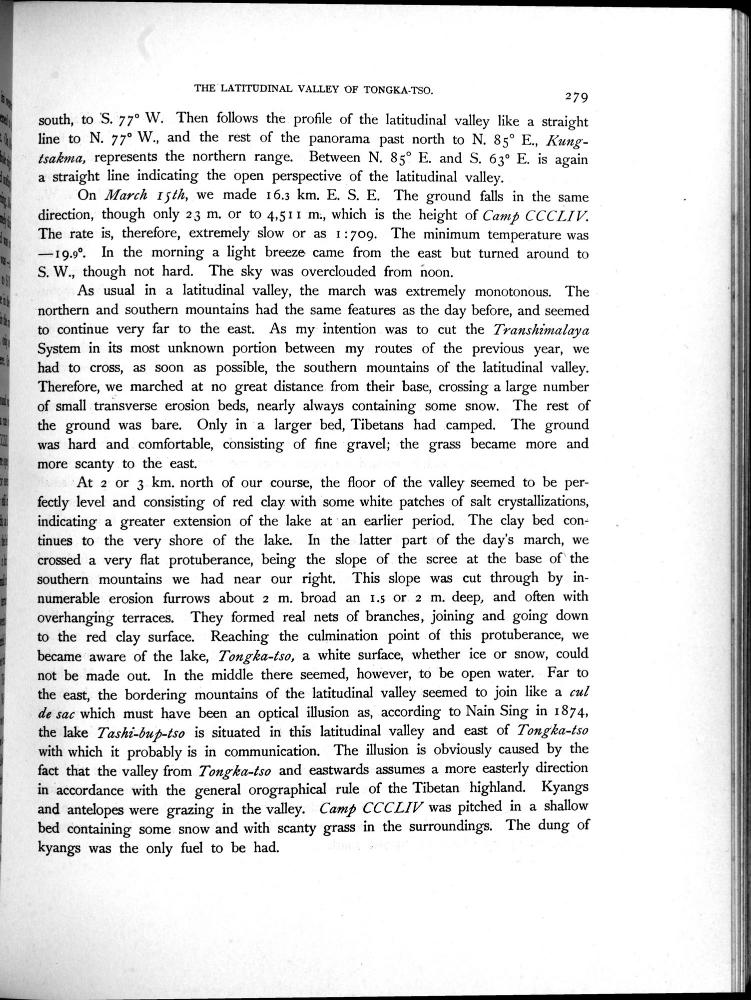 THE LATITUDINAL VALLEY OF TONGKA-TSO.
279
south, to S. 77° W. Then follows the profile of the latitudinal valley like a straight
line to N. 77° W., and the rest of the panorama past north to N. 85° E., Kung-
tsakma, represents the northern range. Between N. 85° E. and S. 63° E. is again
a straight line indicating the open perspective of the latitudinal valley.
On March 15th, we made 16.3 km. E. S. E. The ground falls in the same
direction, though only 23 m. or to 4,511 m., which is the height of Camp CCCLIV.
The rate is, therefore, extremely slow or as 1:709. The minimum temperature was
—19.9°. In the morning a light breeze came from the east but turned around to
S. W., though not hard. The sky was overclouded from noon.
As usual in a latitudinal valley, the march was extremely monotonous. The
northern and southern mountains had the same features as the day before, and seemed
to continue very far to the east. As my intention was to cut the Transhimalaya
System in its most unknown portion between my routes of the previous year, we
had to cross, as soon as possible, the southern mountains of the latitudinal valley.
Therefore, we marched at no great distance from their base, crossing a large number
of small transverse erosion beds, nearly always containing some snow. The rest of
the ground was bare. Only in a larger bed, Tibetans had camped. The ground
was hard and comfortable, consisting of fine gravel; the grass became more and
more scanty to the east.
At 2 or 3 km. north of our course, the floor of the valley seemed to be per-
fectly level and consisting of red clay with some white patches of salt crystallizations,
indicating a greater extension of the lake at an earlier period. The clay bed con-
tinues to the very shore of the lake. In the latter part of the day's march, we
crossed a very flat protuberance, being the slope of the scree at the base of the
southern mountains we had near our right. This slope was cut through by in-
numerable erosion furrows about 2 m. broad an 1.5 or 2 m. deep, and often with
overhanging terraces. They formed real nets of branches, joining and going down
to the red clay surface. Reaching the culmination point of this protuberance, we
became aware of the lake, Tongka-tso, a white surface, whether ice or snow, could
not be made out. In the middle there seemed, however, to be open water. Far to
the east, the bordering mountains of the latitudinal valley seemed to join like a cul
de sac which must have been an optical illusion as, according to Nain Sing in 1874,
the lake Tashi-bup-tso is situated in this latitudinal valley and east of Tongka-tso
with which it probably is in communication. The illusion is obviously caused by the
fact that the valley from Tongka-tso and eastwards assumes a more easterly direction
in accordance with the general orographical rule of the Tibetan highland. Kyangs
and antelopes were grazing in the valley. Camp CCCLIV was pitched in a shallow
bed containing some snow and with scanty grass in the surroundings. The dung of
kyangs was the only fuel to be had.